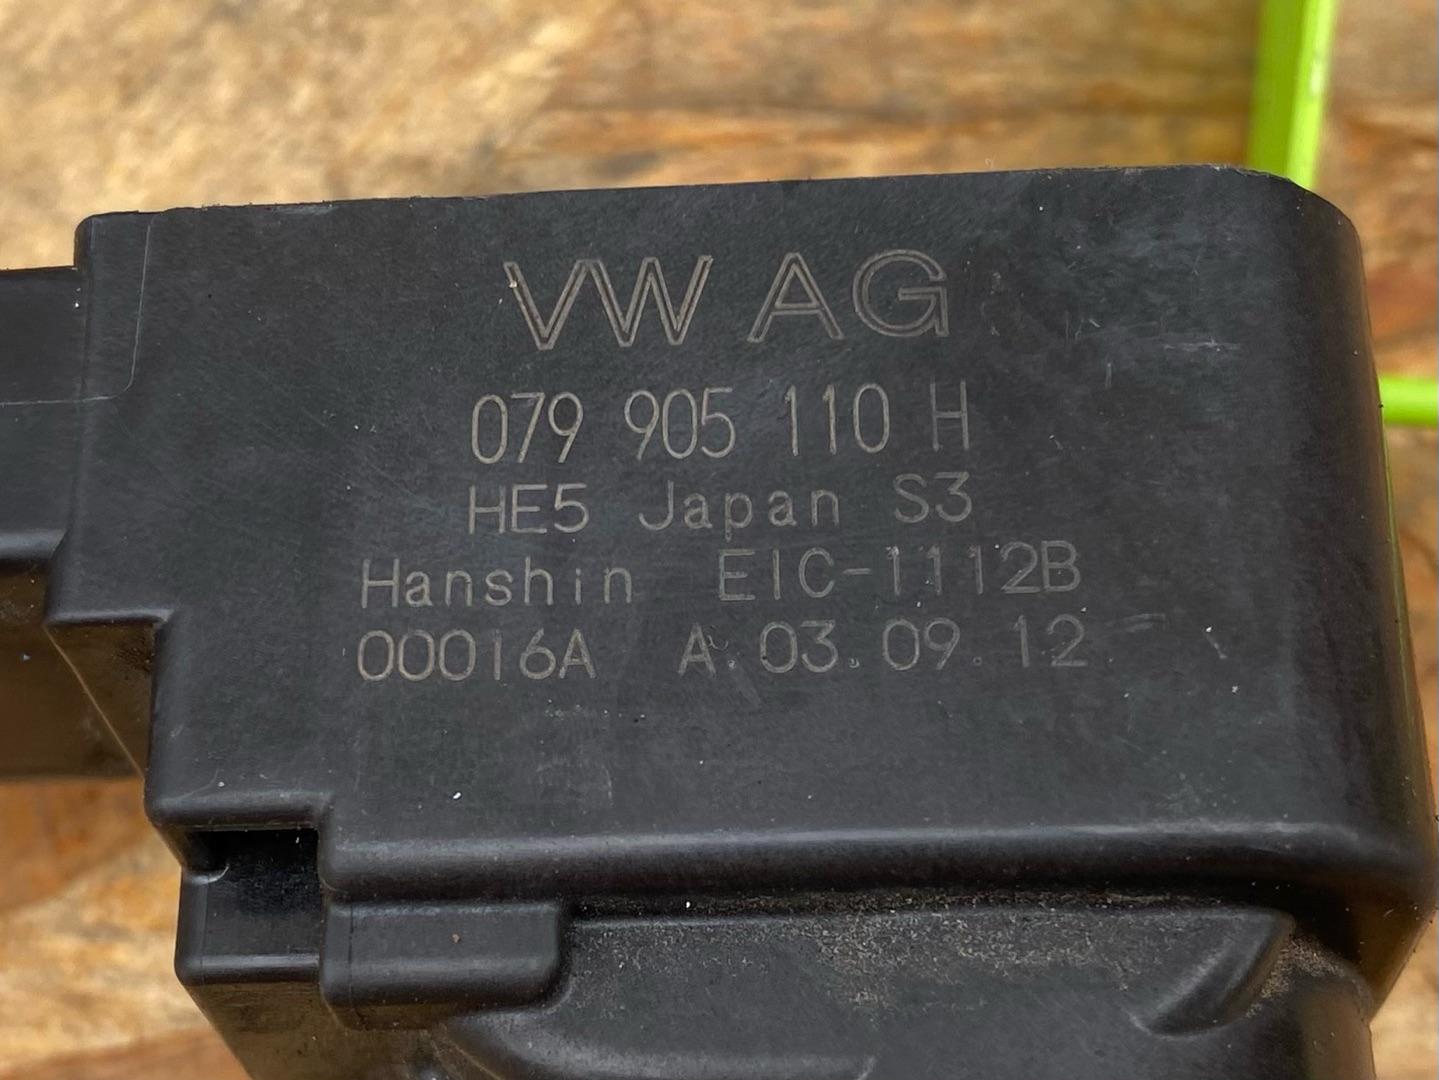 VW AG
079 905 110 H
HE5 Japan S3
Hanshin EIC-1112B
00016A A.03.09.12